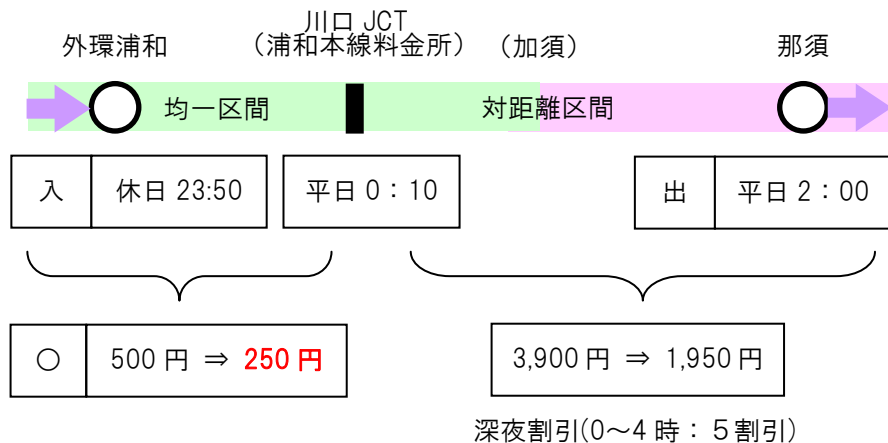 川口 JCT
外環浦和
（浦和本線料金所）
（加須）
那須
均一区間
対距離区間
入
休日 23:50
平日 0：10
出
平日 2：00
○
500 円 ⇒ 250 円
3,900 円 ⇒ 1,950 円
深夜割引(0～4 時：５割引)